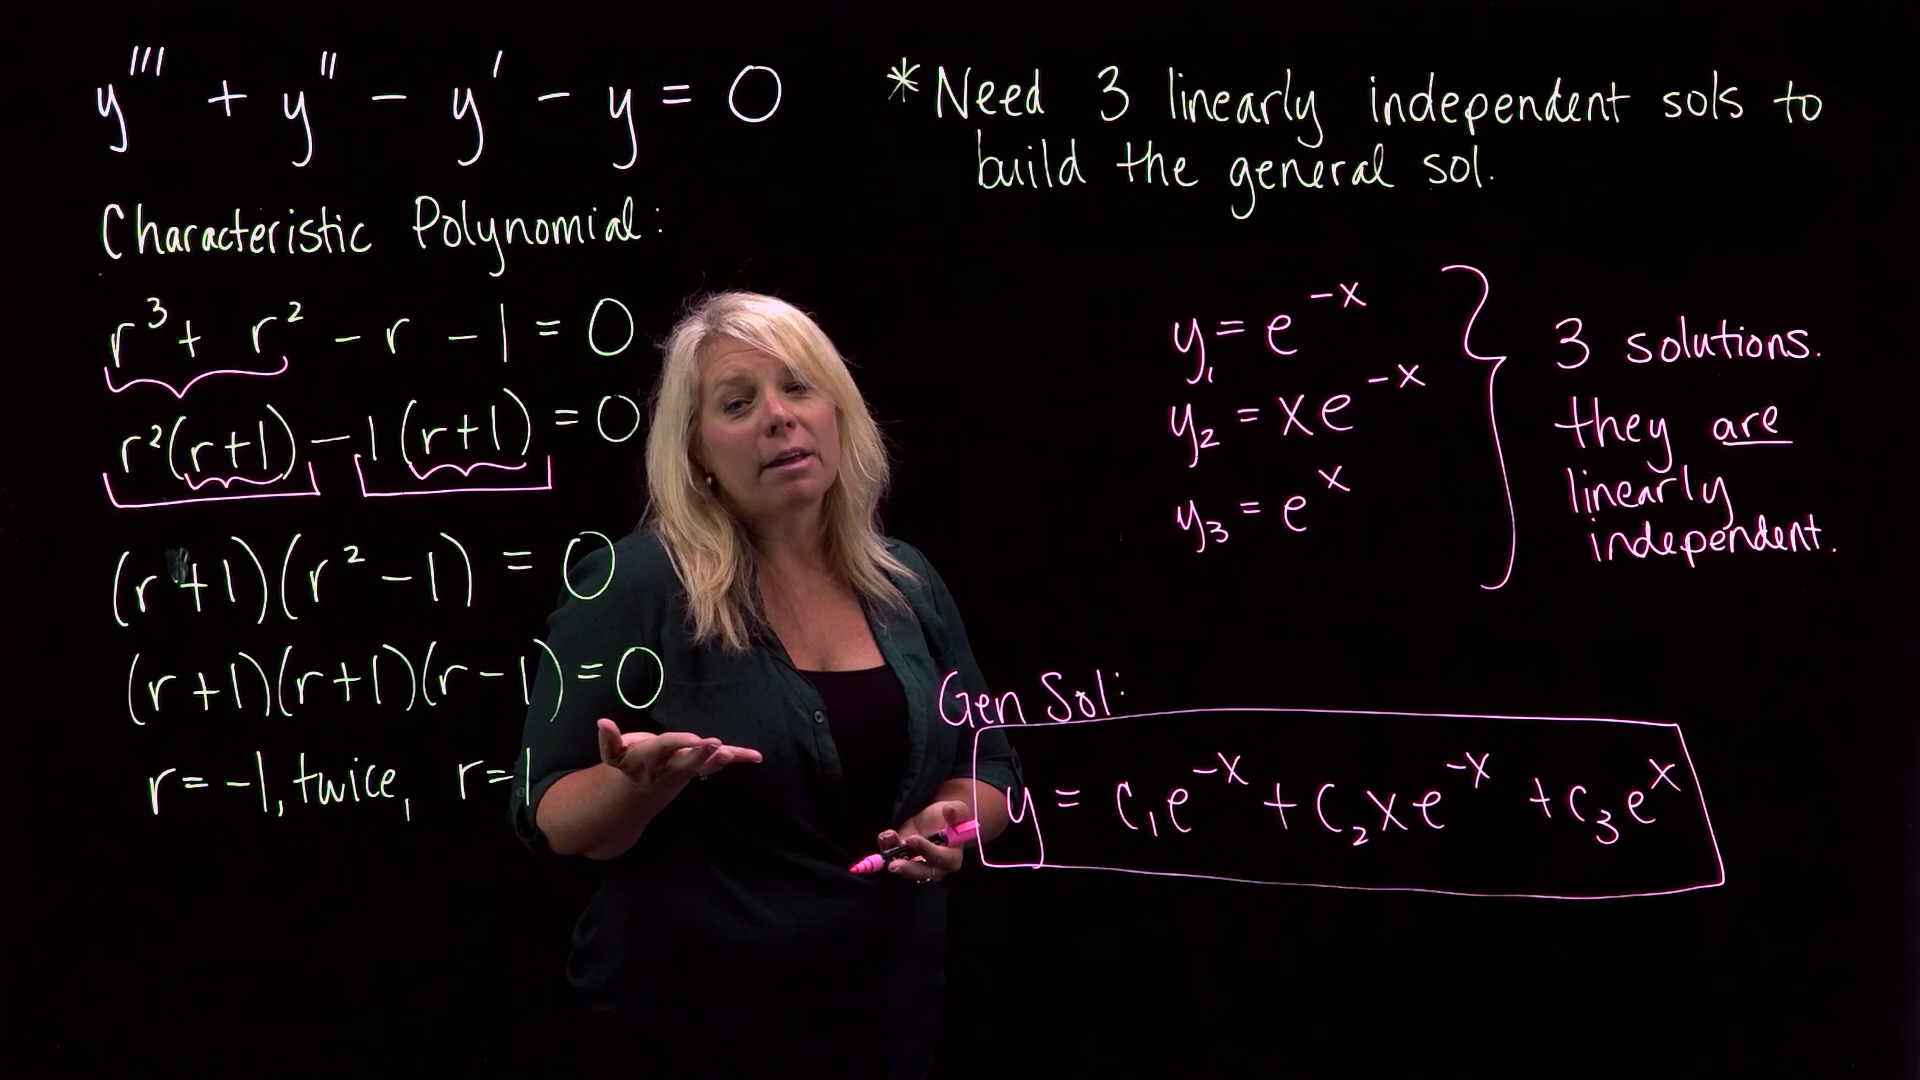 y''' + y'' - y' - y = 0
Characteristic Polynomial:
r³ + r² - r - 1 = 0
r²(r+1) - 1(r+1) = 0
(r+1)(r²-1) = 0
(r+1)(r+1)(r-1) = 0
r = -1, twice, r = 1
* Need 3 linearly independent sols to
build the general sol.
y₁ = e^{-x}
y₂ = xe^{-x}
y₃ = e^{x}
3 solutions.
they are
linearly
independent.
Gen Sol:
y = c₁e^{-x} + c₂xe^{-x} + c₃e^{x}